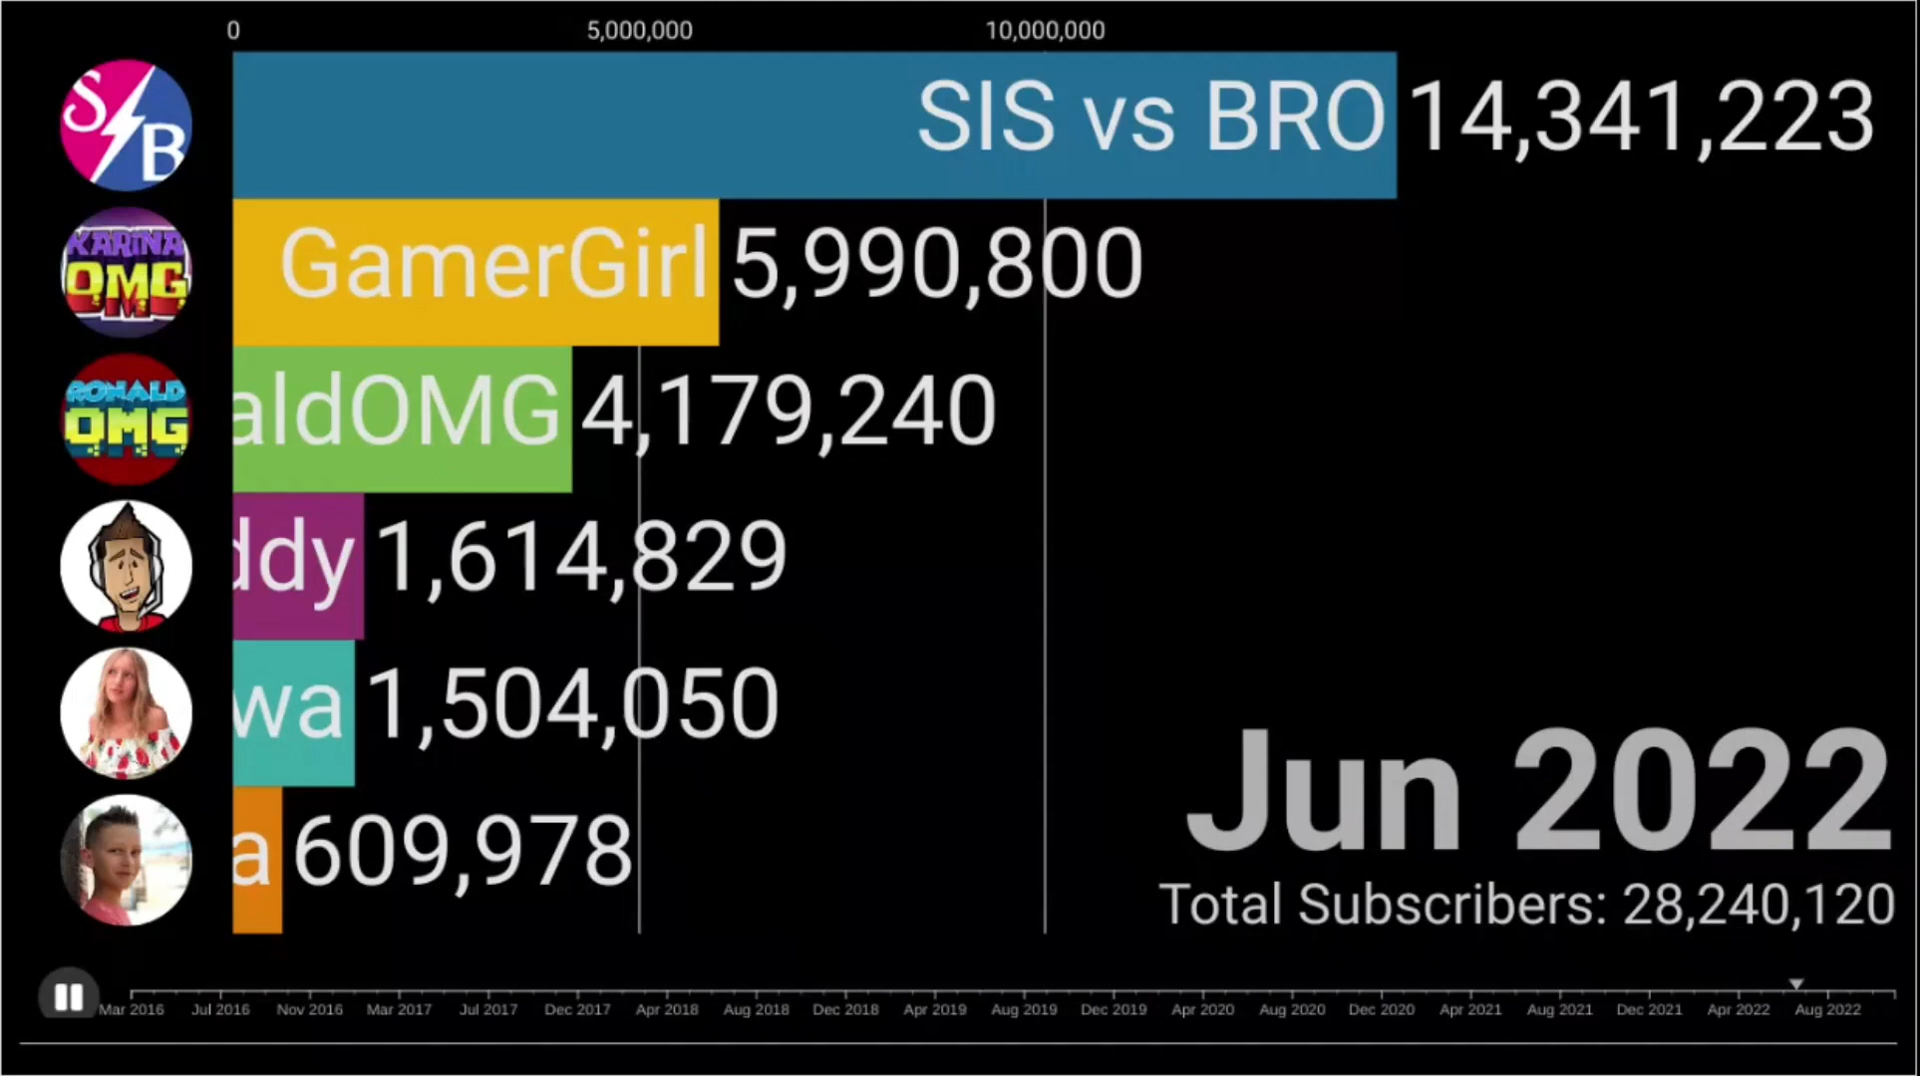 0 5,000,000 10,000,000
S B
SIS vs BRO 14,341,223
KARINA
OMG
GamerGirl 5,990,800
RONALD
OMG
aldOMG 4,179,240
ddy 1,614,829
wa 1,504,050
a 609,978
Jun 2022
Total Subscribers: 28,240,120
Mar 2016 Jul 2016 Nov 2016 Mar 2017 Jul 2017 Dec 2017 Apr 2018 Aug 2018 Dec 2018 Apr 2019 Aug 2019 Dec 2019 Apr 2020 Aug 2020 Dec 2020 Apr 2021 Aug 2021 Dec 2021 Apr 2022 Aug 2022